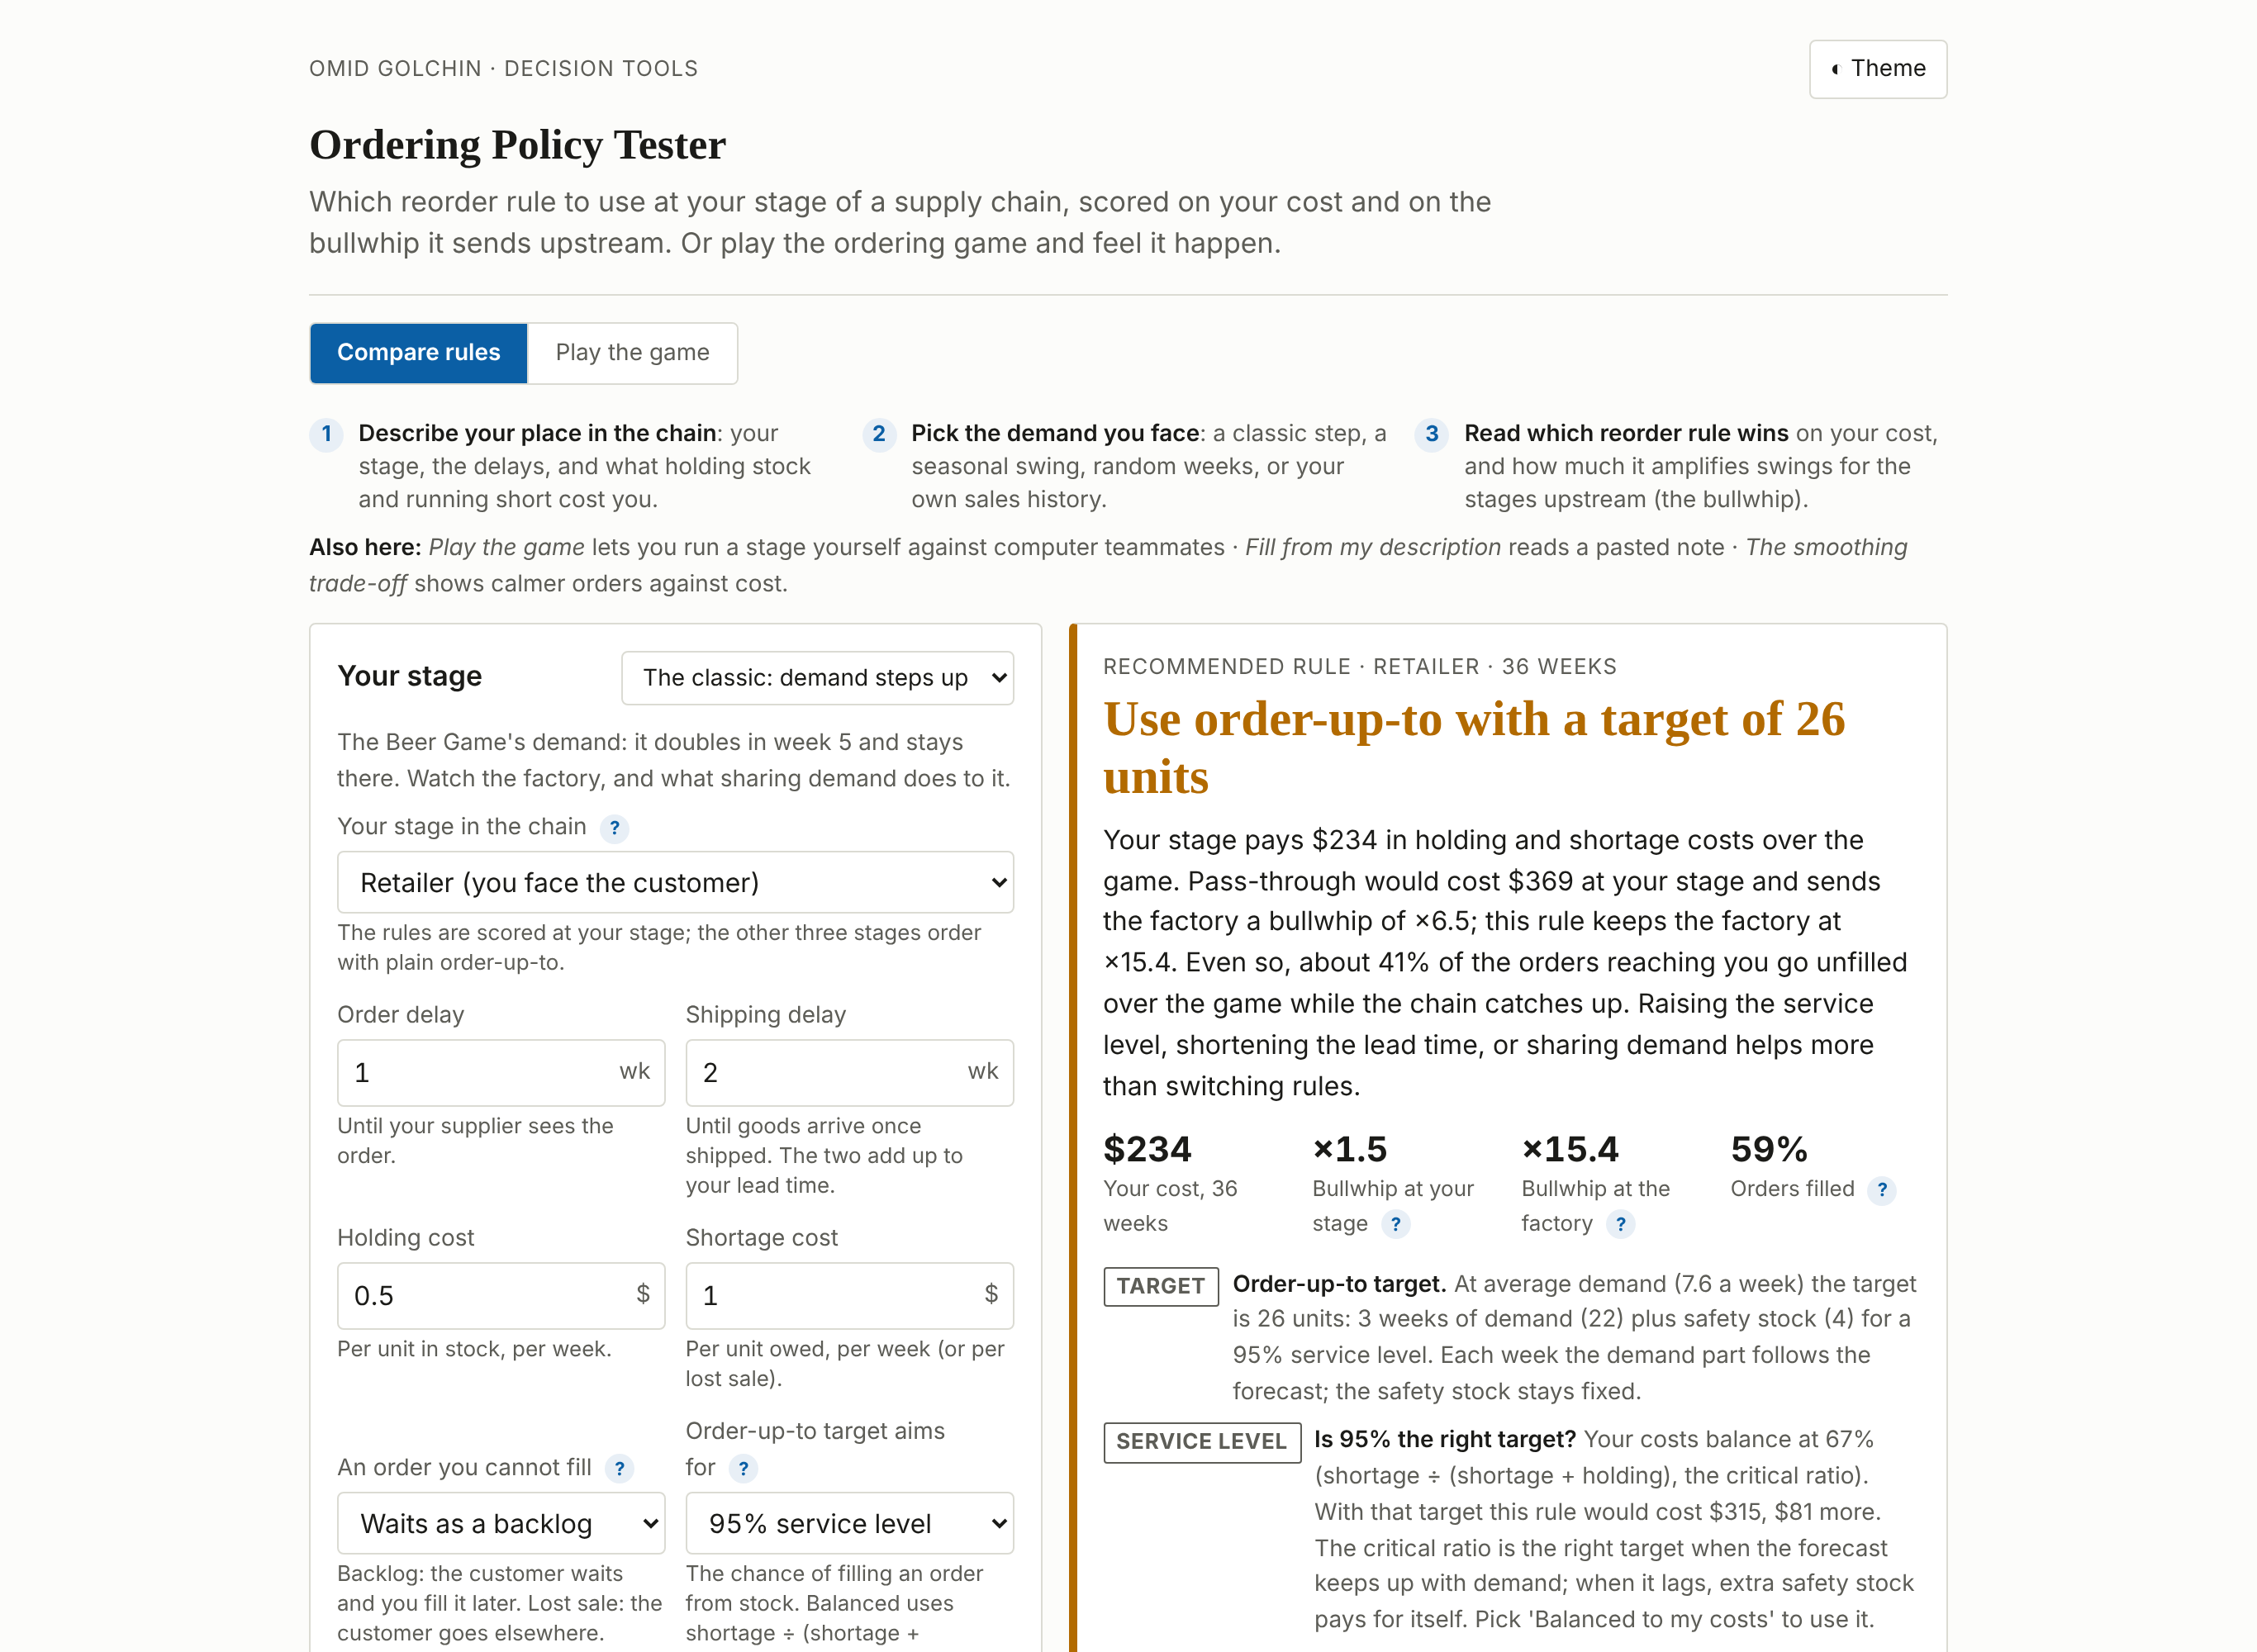 OMID GOLCHIN · DECISION TOOLS
Theme
Ordering Policy Tester
Which reorder rule to use at your stage of a supply chain, scored on your cost and on the
bullwhip it sends upstream. Or play the ordering game and feel it happen.
Compare rules
Play the game
1
Describe your place in the chain: your
stage, the delays, and what holding stock
and running short cost you.
2
Pick the demand you face: a classic step, a
seasonal swing, random weeks, or your
own sales history.
3
Read which reorder rule wins on your cost,
and how much it amplifies swings for the
stages upstream (the bullwhip).
Also here: Play the game lets you run a stage yourself against computer teammates · Fill from my description reads a pasted note · The smoothing
trade-off shows calmer orders against cost.
Your stage
The classic: demand steps up
The Beer Game's demand: it doubles in week 5 and stays
there. Watch the factory, and what sharing demand does to it.
Your stage in the chain ?
Retailer (you face the customer)
The rules are scored at your stage; the other three stages order
with plain order-up-to.
Order delay
1 wk
Until your supplier sees the
order.
Shipping delay
2 wk
Until goods arrive once
shipped. The two add up to
your lead time.
Holding cost
0.5 $
Per unit in stock, per week.
Shortage cost
1 $
Per unit owed, per week (or per
lost sale).
An order you cannot fill ?
Waits as a backlog
Backlog: the customer waits
and you fill it later. Lost sale: the
customer goes elsewhere.
Order-up-to target aims
for ?
95% service level
The chance of filling an order
from stock. Balanced uses
shortage ÷ (shortage +
RECOMMENDED RULE · RETAILER · 36 WEEKS
Use order-up-to with a target of 26
units
Your stage pays $234 in holding and shortage costs over the
game. Pass-through would cost $369 at your stage and sends
the factory a bullwhip of ×6.5; this rule keeps the factory at
×15.4. Even so, about 41% of the orders reaching you go unfilled
over the game while the chain catches up. Raising the service
level, shortening the lead time, or sharing demand helps more
than switching rules.
$234
Your cost, 36
weeks
×1.5
Bullwhip at your
stage ?
×15.4
Bullwhip at the
factory ?
59%
Orders filled ?
TARGET
Order-up-to target. At average demand (7.6 a week) the target
is 26 units: 3 weeks of demand (22) plus safety stock (4) for a
95% service level. Each week the demand part follows the
forecast; the safety stock stays fixed.
SERVICE LEVEL
Is 95% the right target? Your costs balance at 67%
(shortage ÷ (shortage + holding), the critical ratio).
With that target this rule would cost $315, $81 more.
The critical ratio is the right target when the forecast
keeps up with demand; when it lags, extra safety stock
pays for itself. Pick 'Balanced to my costs' to use it.